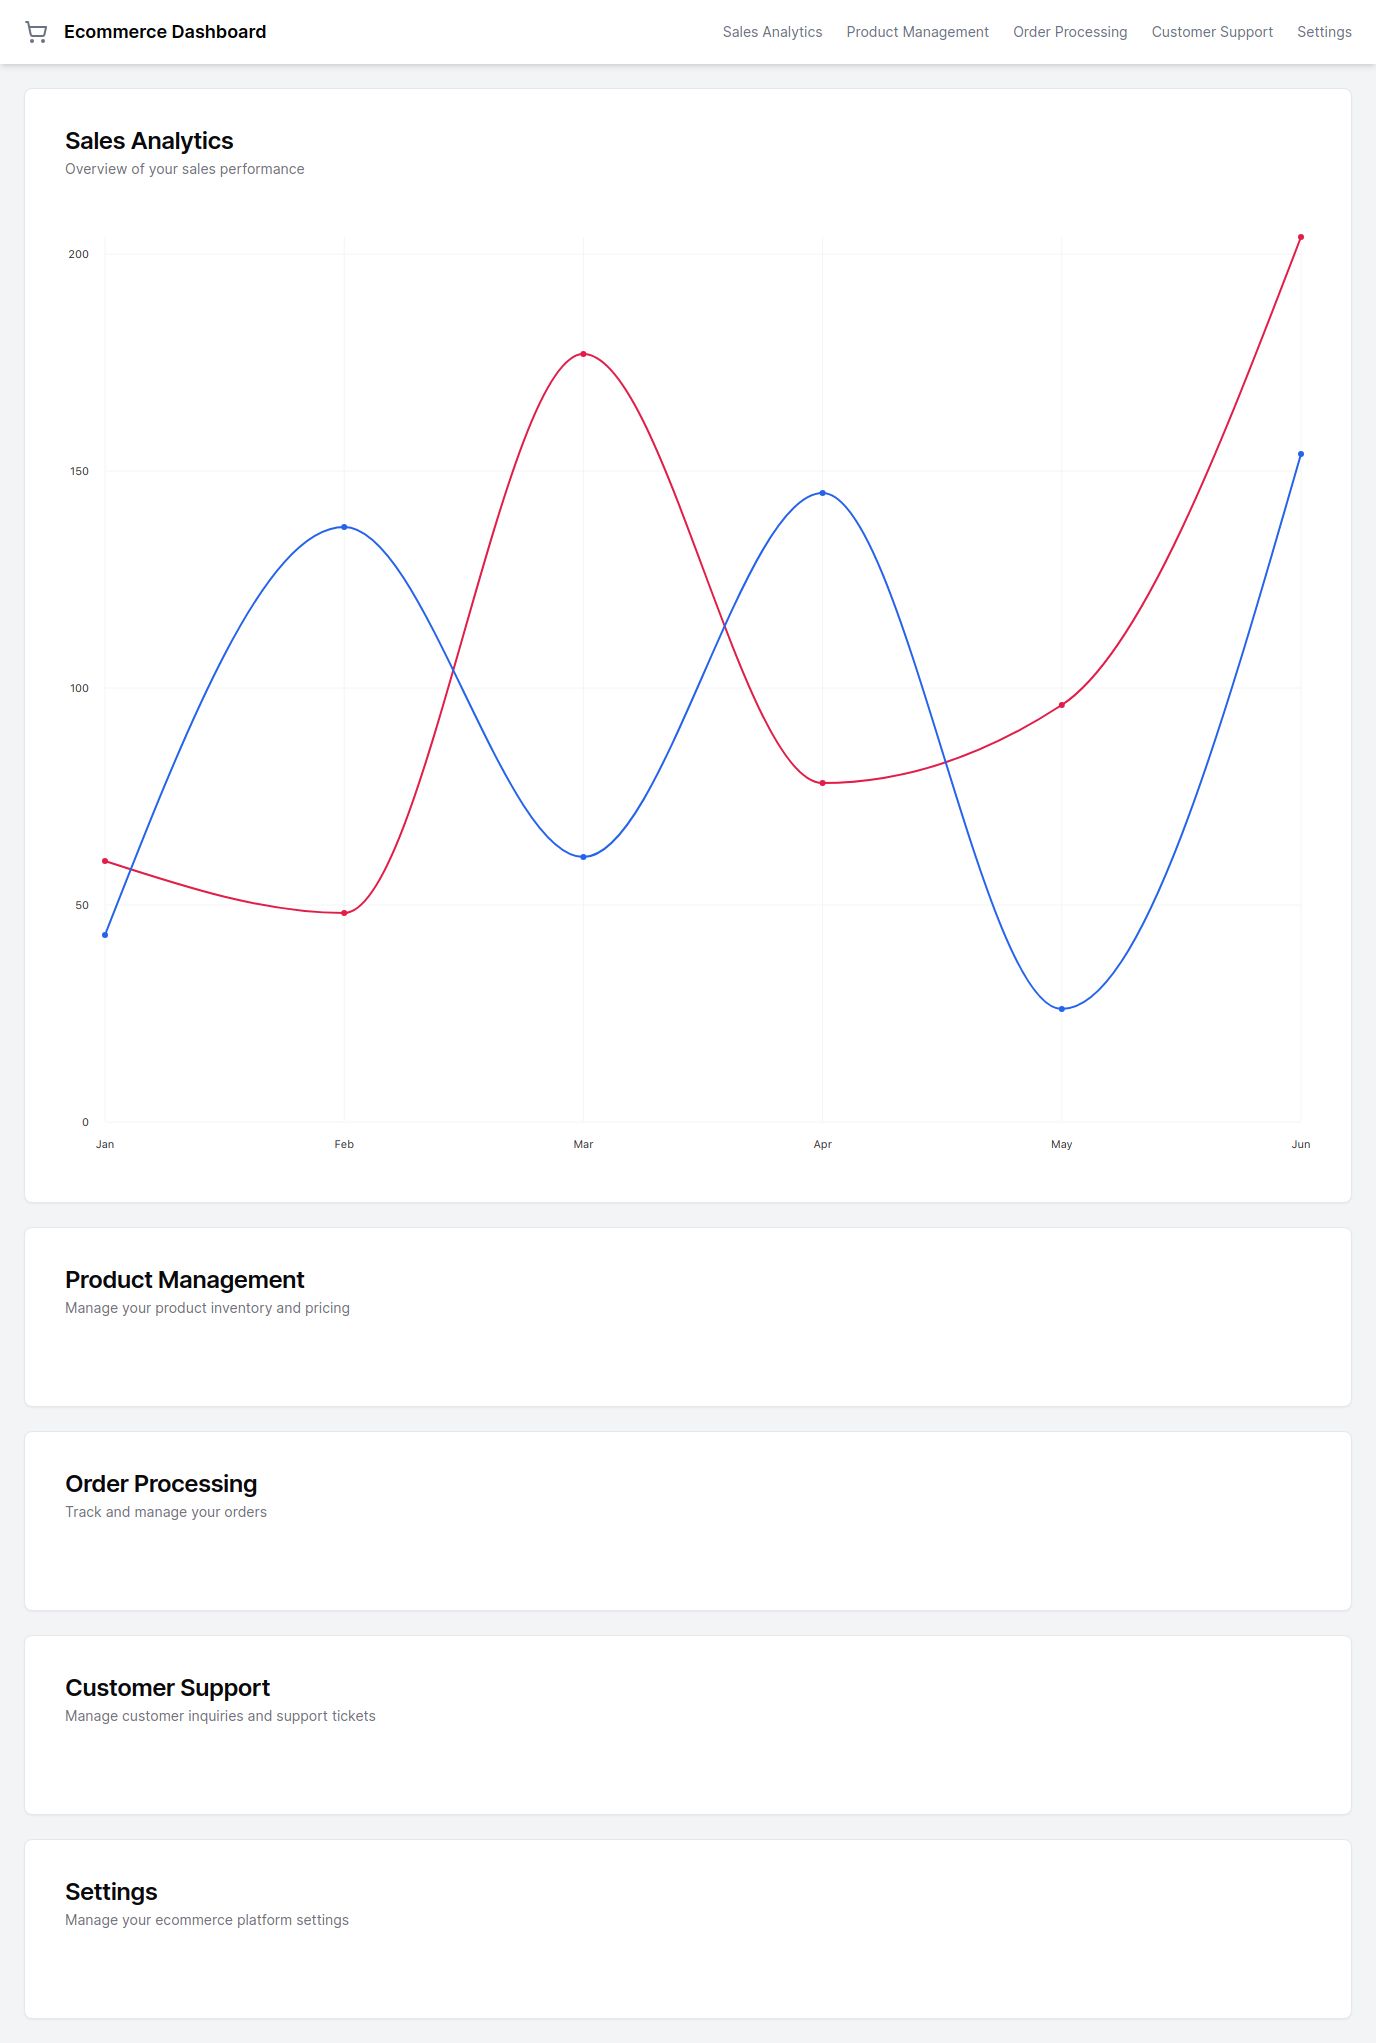 Ecommerce Dashboard
Sales Analytics
Product Management
Order Processing
Customer Support
Settings
Sales Analytics
Overview of your sales performance
200
150
100
50
0
Jan
Feb
Mar
Apr
May
Jun
Product Management
Manage your product inventory and pricing
Order Processing
Track and manage your orders
Customer Support
Manage customer inquiries and support tickets
Settings
Manage your ecommerce platform settings